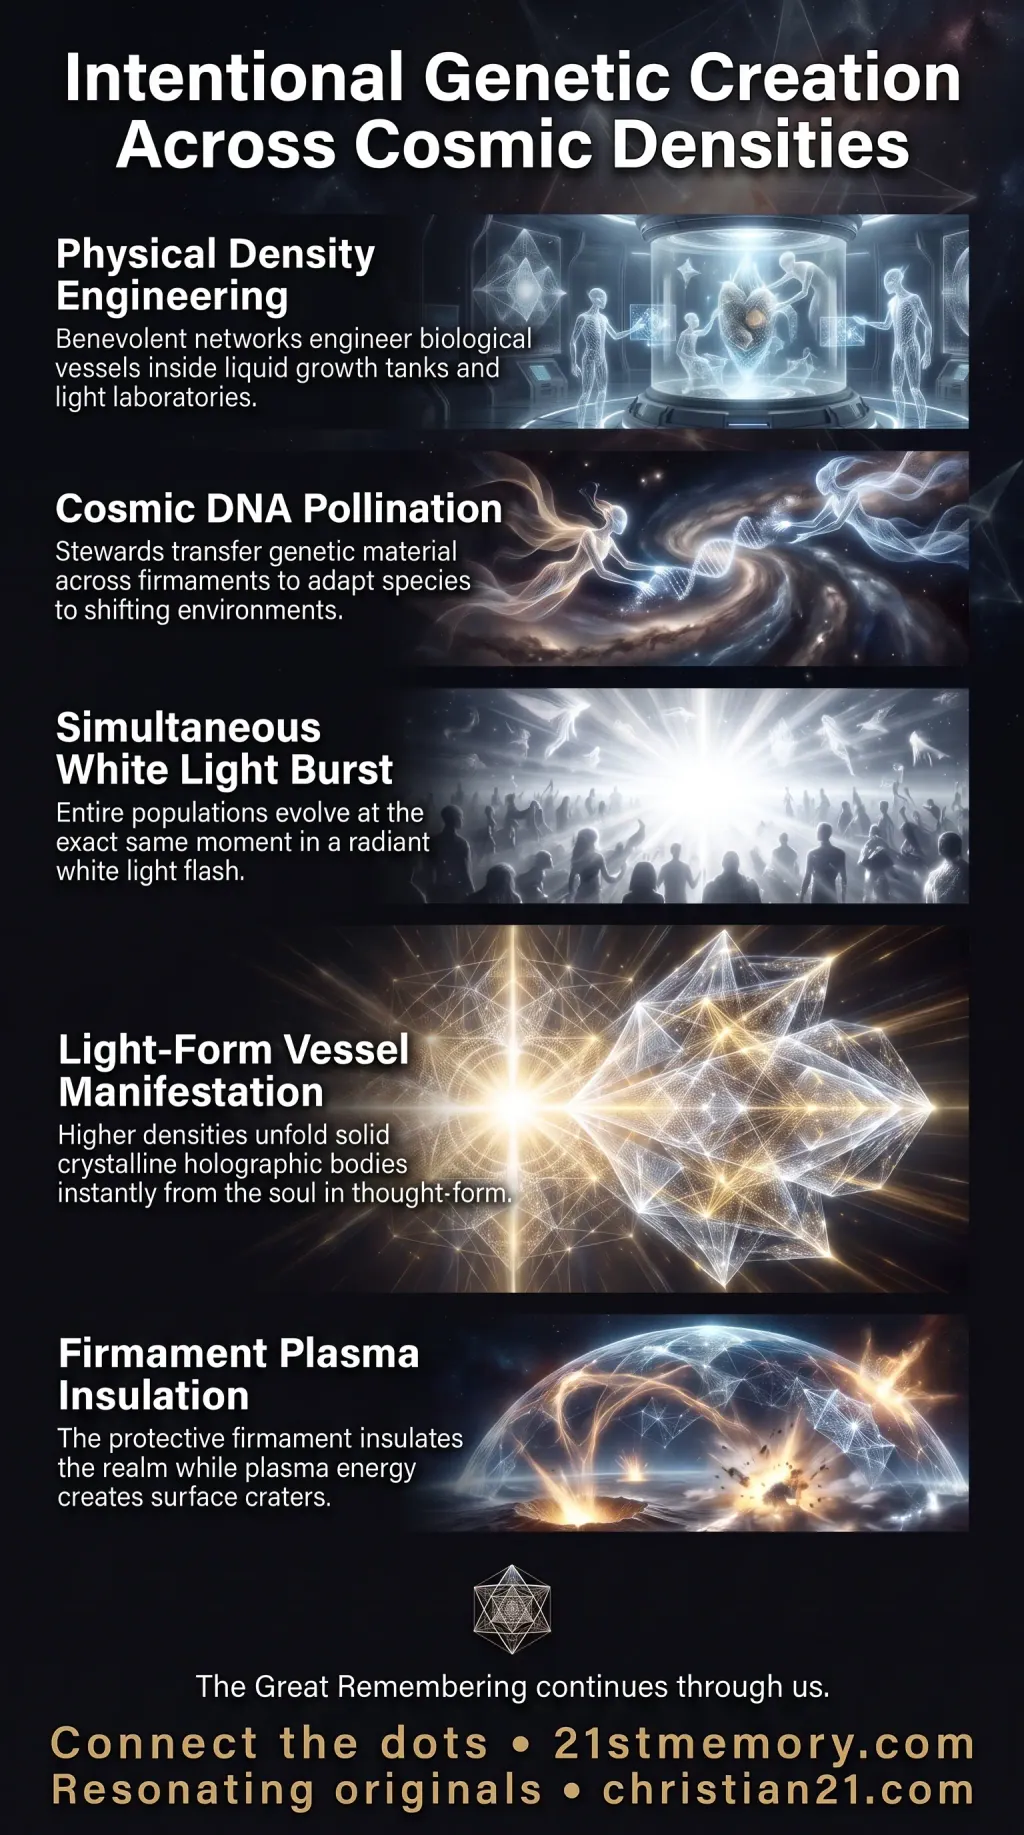 Intentional Genetic Creation
Across Cosmic Densities
Physical Density
Engineering
Benevolent networks engineer biological
vessels inside liquid growth tanks and
light laboratories.
Cosmic DNA Pollination
Stewards transfer genetic material
across firmaments to adapt species
to shifting environments.
Simultaneous
White Light Burst
Entire populations evolve at the
exact same moment in a radiant
white light flash.
Light-Form Vessel
Manifestation
Higher densities unfold solid
crystalline holographic bodies
instantly from the soul in thought-form.
Firmament Plasma
Insulation
The protective firmament insulates
the realm while plasma energy
creates surface craters.
The Great Remembering continues through us.
Connect the dots • 21stmemory.com
Resonating originals • christian21.com